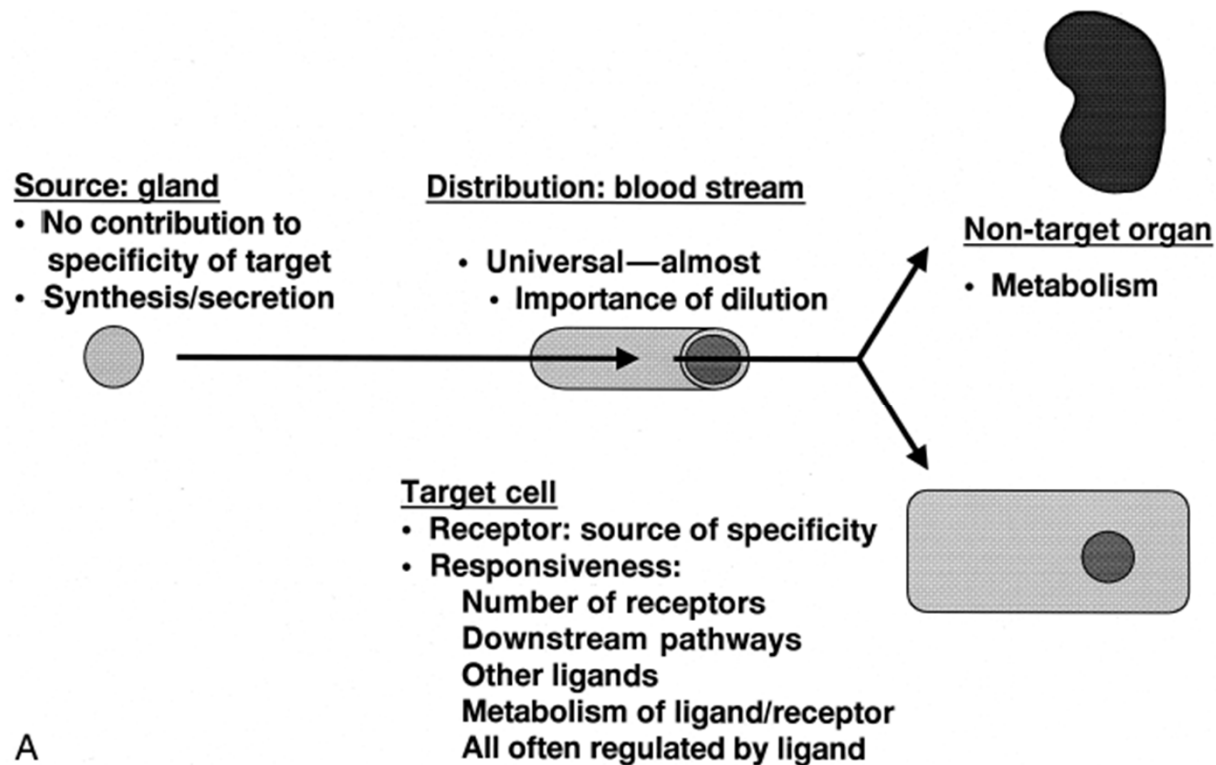 Source: gland
• No contribution to
specificity of target
• Synthesis/secretion
Distribution: blood stream
• Universal—almost
• Importance of dilution
Non-target organ
• Metabolism
Target cell
• Receptor: source of specificity
• Responsiveness:
Number of receptors
Downstream pathways
Other ligands
Metabolism of ligand/receptor
All often regulated by ligand
A